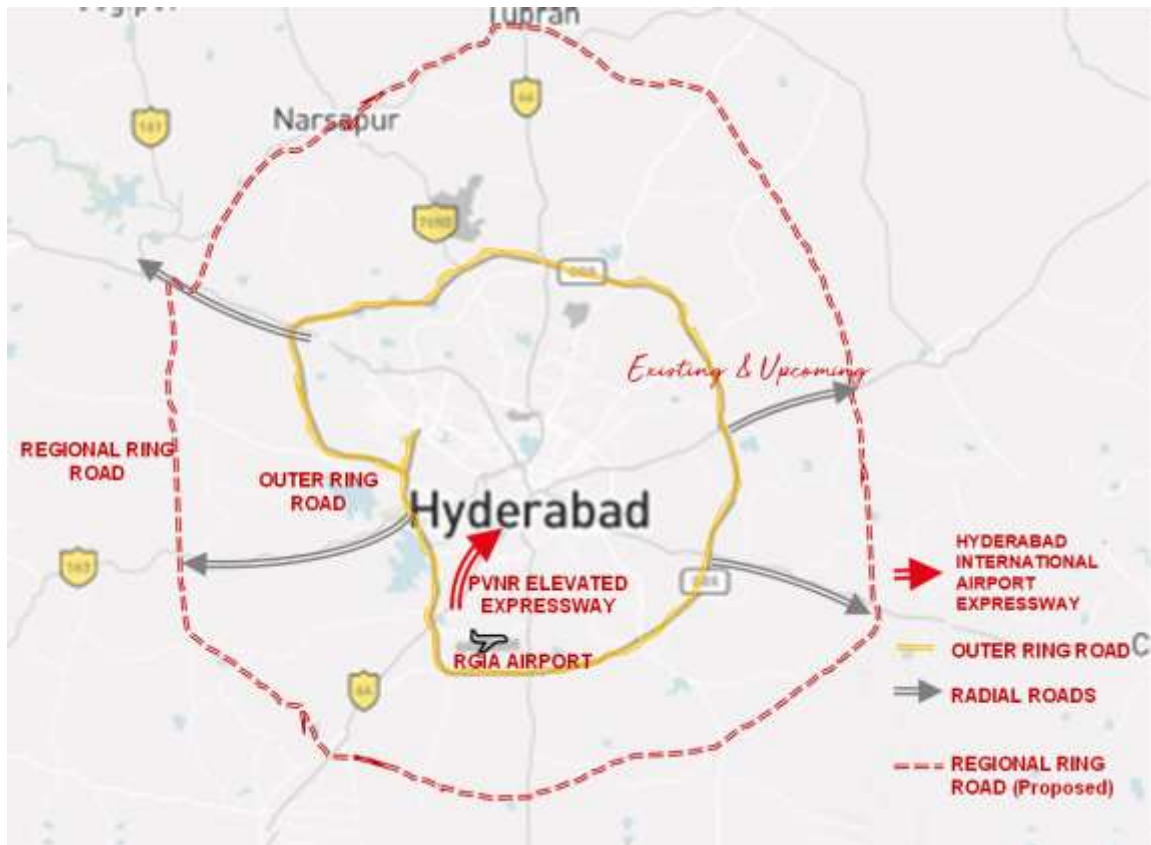 Tupran
Narsapur
161
44
765D
Existing & Upcoming
REGIONAL RING
ROAD
OUTER RING
ROAD
Hyderabad
163
PVNR ELEVATED
EXPRESSWAY
RGIA AIRPORT
44
HYDERABAD
INTERNATIONAL
AIRPORT
EXPRESSWAY
OUTER RING ROAD
RADIAL ROADS
REGIONAL RING
ROAD (Proposed)